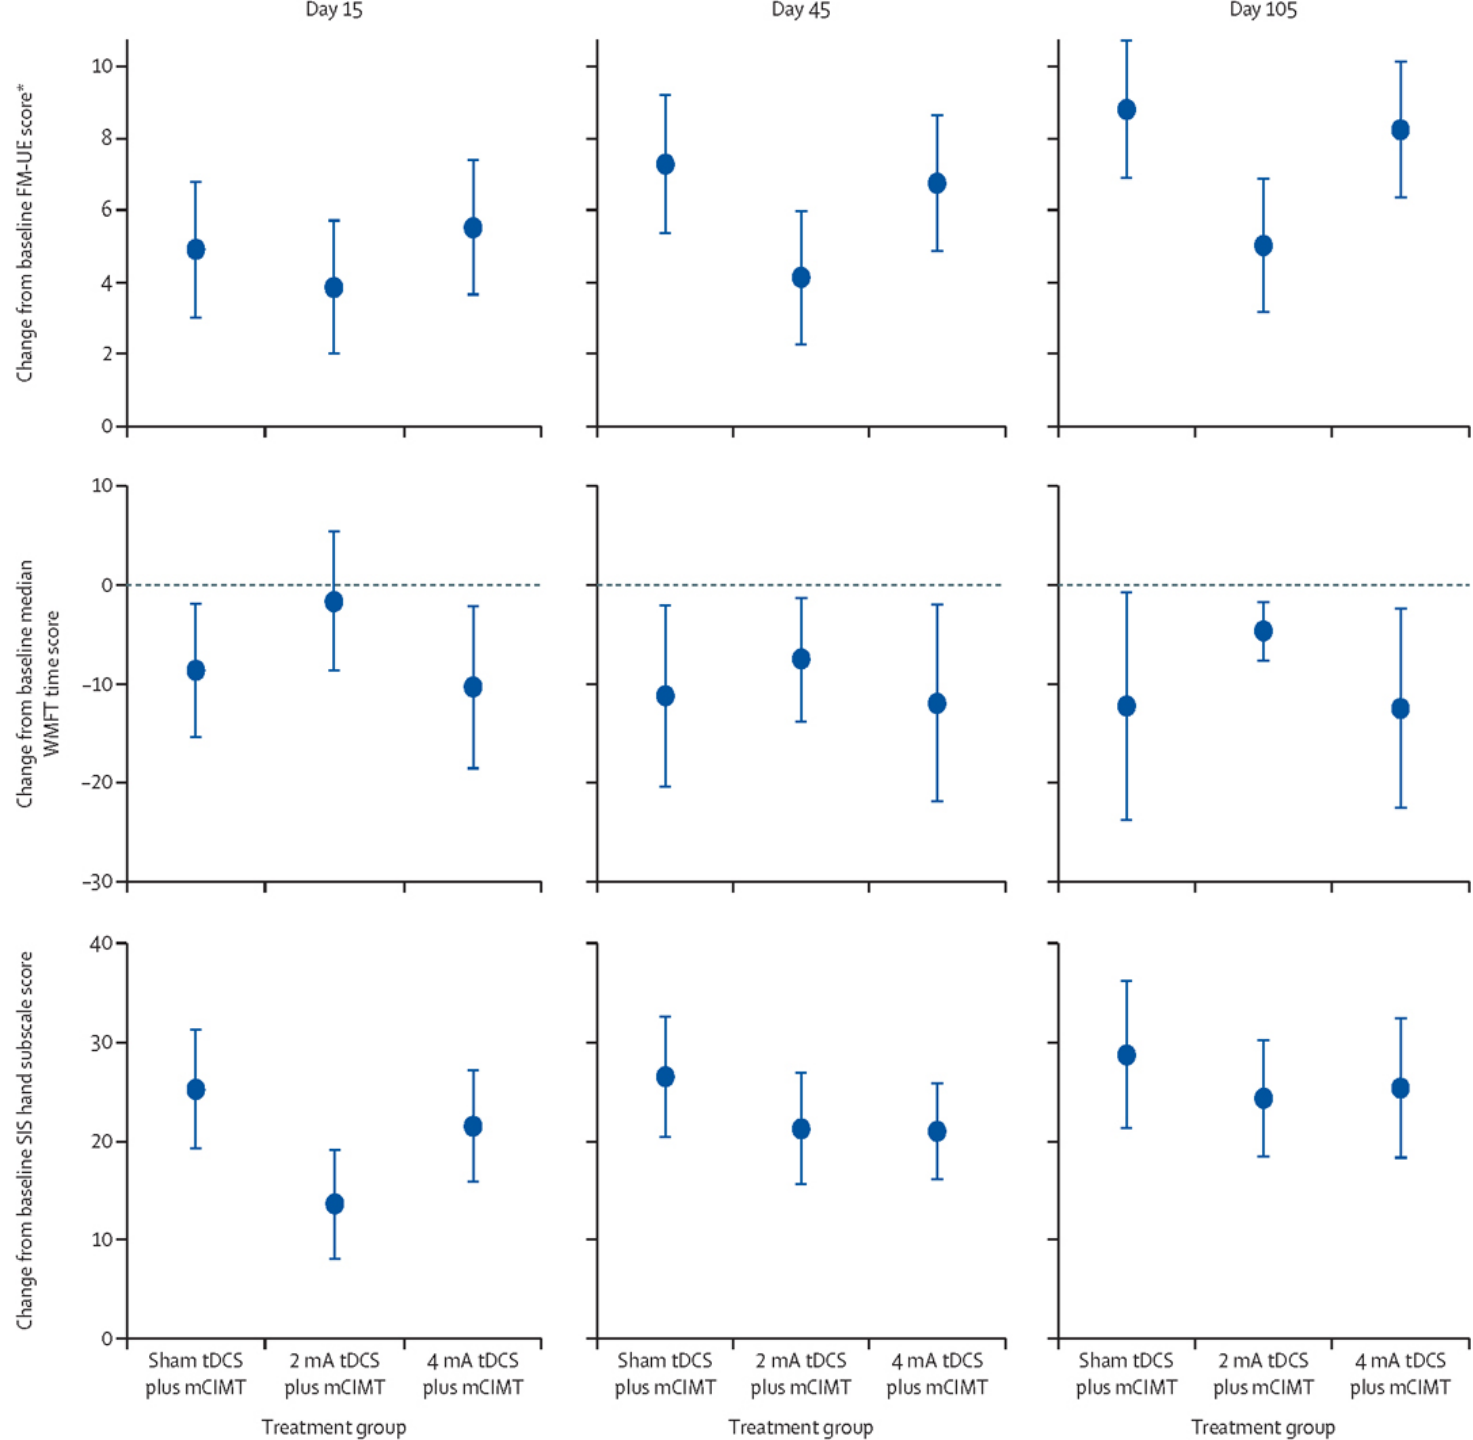 Day 15
Day 45
Day 105
Change from baseline FM-UE score*
10
8
6
4
2
0
Change from baseline median
WMFT time score
10
0
–10
–20
–30
Change from baseline SIS hand subscale score
40
30
20
10
0
Sham tDCS
plus mCIMT
2 mA tDCS
plus mCIMT
4 mA tDCS
plus mCIMT
Treatment group
Sham tDCS
plus mCIMT
2 mA tDCS
plus mCIMT
4 mA tDCS
plus mCIMT
Treatment group
Sham tDCS
plus mCIMT
2 mA tDCS
plus mCIMT
4 mA tDCS
plus mCIMT
Treatment group